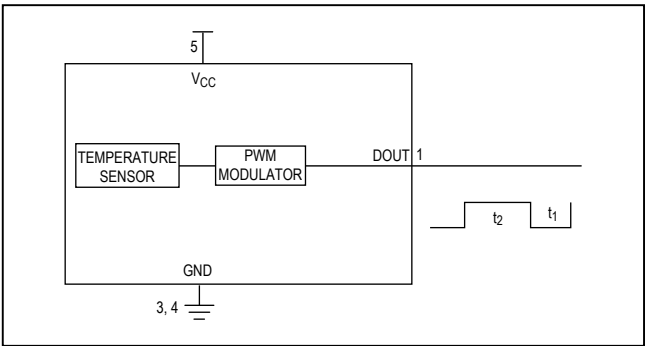 5
VCC
TEMPERATURE
SENSOR
PWM
MODULATOR
DOUT 1
t2
t1
GND
3, 4